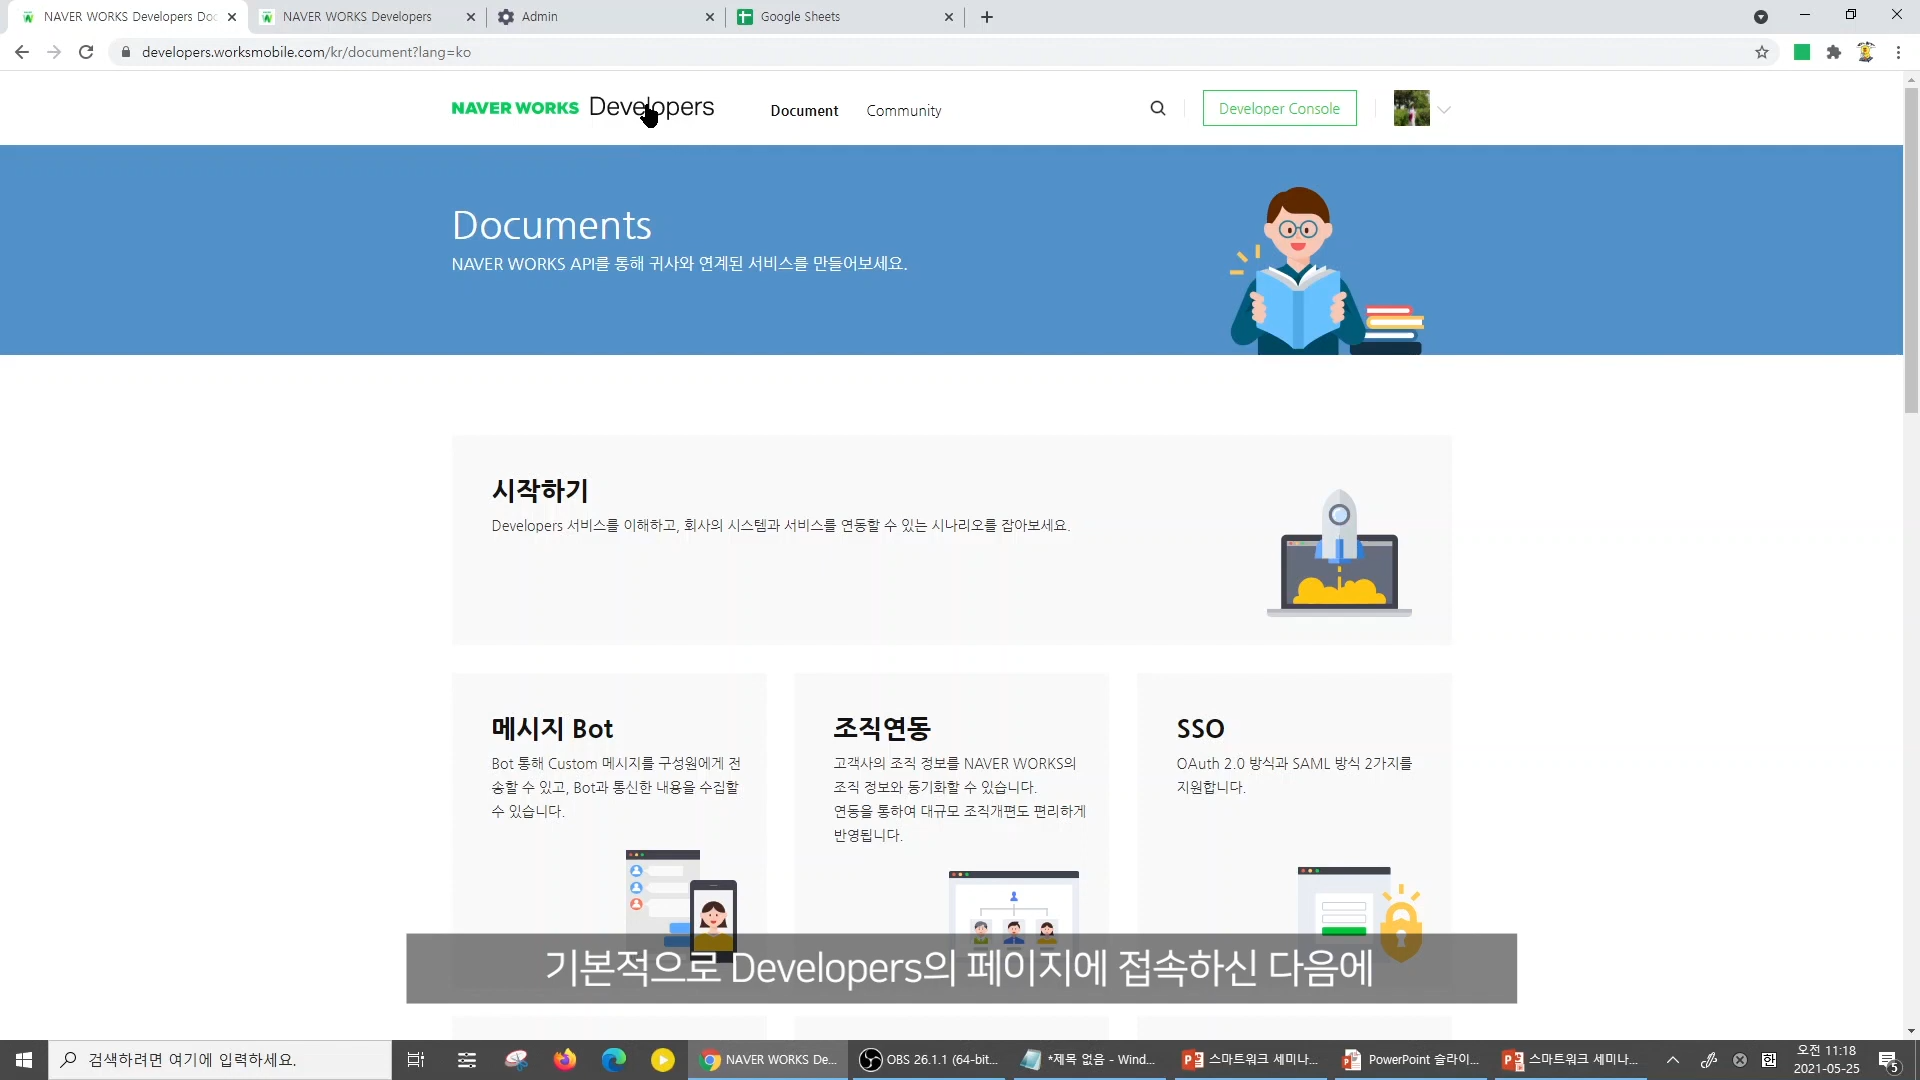 NAVER WORKS Developers Doc
NAVER WORKS Developers
Admin
Google Sheets
developers.worksmobile.com/kr/document?lang=ko
NAVER WORKS Developers
Document
Community
Developer Console
Documents
NAVER WORKS API를 통해 귀사와 연계된 서비스를 만들어보세요.
시작하기
Developers 서비스를 이해하고, 회사의 시스템과 서비스를 연동할 수 있는 시나리오를 잡아보세요.
메시지 Bot
Bot 통해 Custom 메시지를 구성원에게 전
송할 수 있고, Bot과 통신한 내용을 수집할
수 있습니다.
조직연동
고객사의 조직 정보를 NAVER WORKS의
조직 정보와 동기화할 수 있습니다.
연동을 통하여 대규모 조직개편도 편리하게
반영됩니다.
SSO
OAuth 2.0 방식과 SAML 방식 2가지를
지원합니다.
기본적으로 Developers의 페이지에 접속하신 다음에
검색하려면 여기에 입력하세요.
NAVER WORKS De...
OBS 26.1.1 (64-bit...
*제목 없음 - Wind...
스마트워크 세미나...
PowerPoint 슬라이...
스마트워크 세미나...
한
오전 11:18
2021-05-25
5